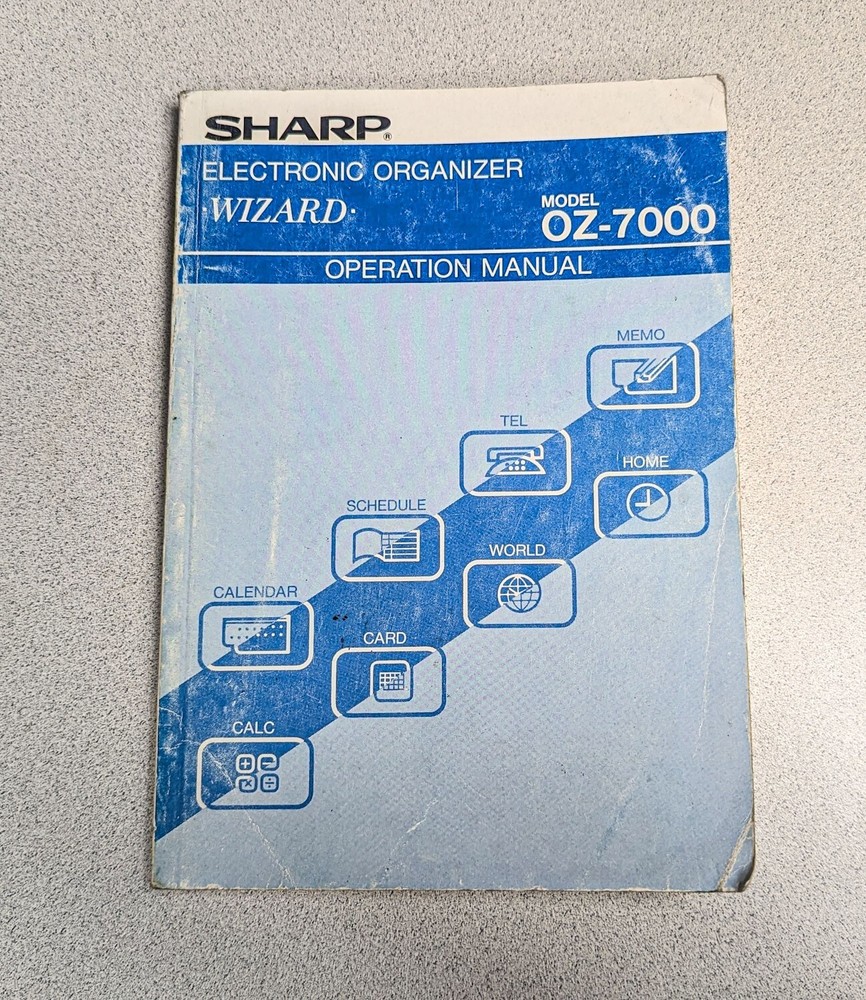 SHARP®
ELECTRONIC ORGANIZER
·WIZARD·
MODEL
OZ-7000
OPERATION MANUAL
MEMO
TEL
HOME
SCHEDULE
WORLD
CALENDAR
CARD
CALC